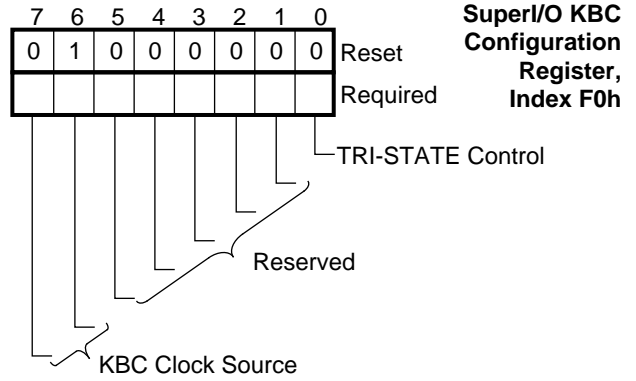 7 6 5 4 3 2 1 0
0 1 0 0 0 0 0 0 Reset
Required
SuperI/O KBC
Configuration
Register,
Index F0h
TRI-STATE Control
Reserved
KBC Clock Source